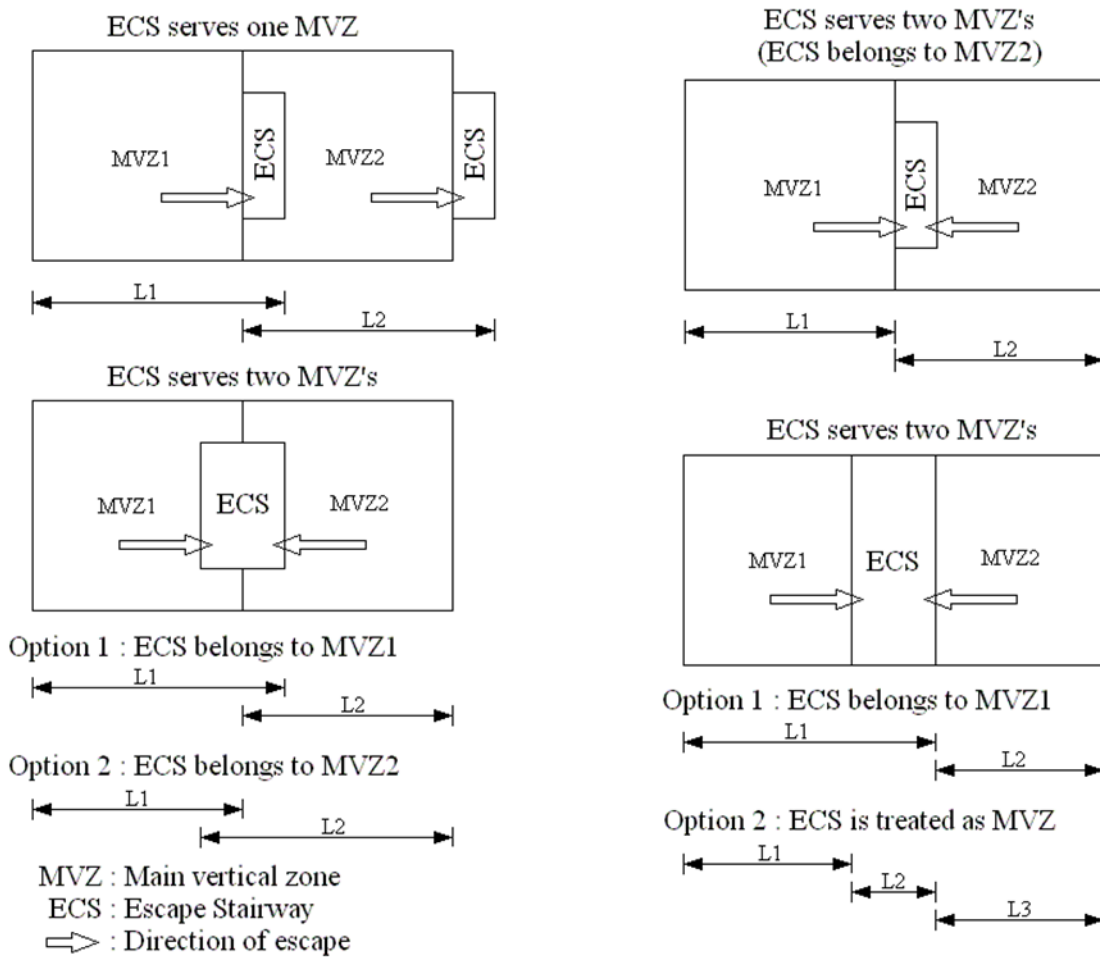 ECS serves one MVZ
MVZ1
ECS
MVZ2
ECS
L1
L2
ECS serves two MVZ's
MVZ1
ECS
MVZ2
Option 1 : ECS belongs to MVZ1
L1
L2
Option 2 : ECS belongs to MVZ2
L1
L2
MVZ : Main vertical zone
ECS : Escape Stairway
: Direction of escape
ECS serves two MVZ's
(ECS belongs to MVZ2)
MVZ1
ECS
MVZ2
L1
L2
ECS serves two MVZ's
MVZ1
ECS
MVZ2
Option 1 : ECS belongs to MVZ1
L1
L2
Option 2 : ECS is treated as MVZ
L1
L2
L3